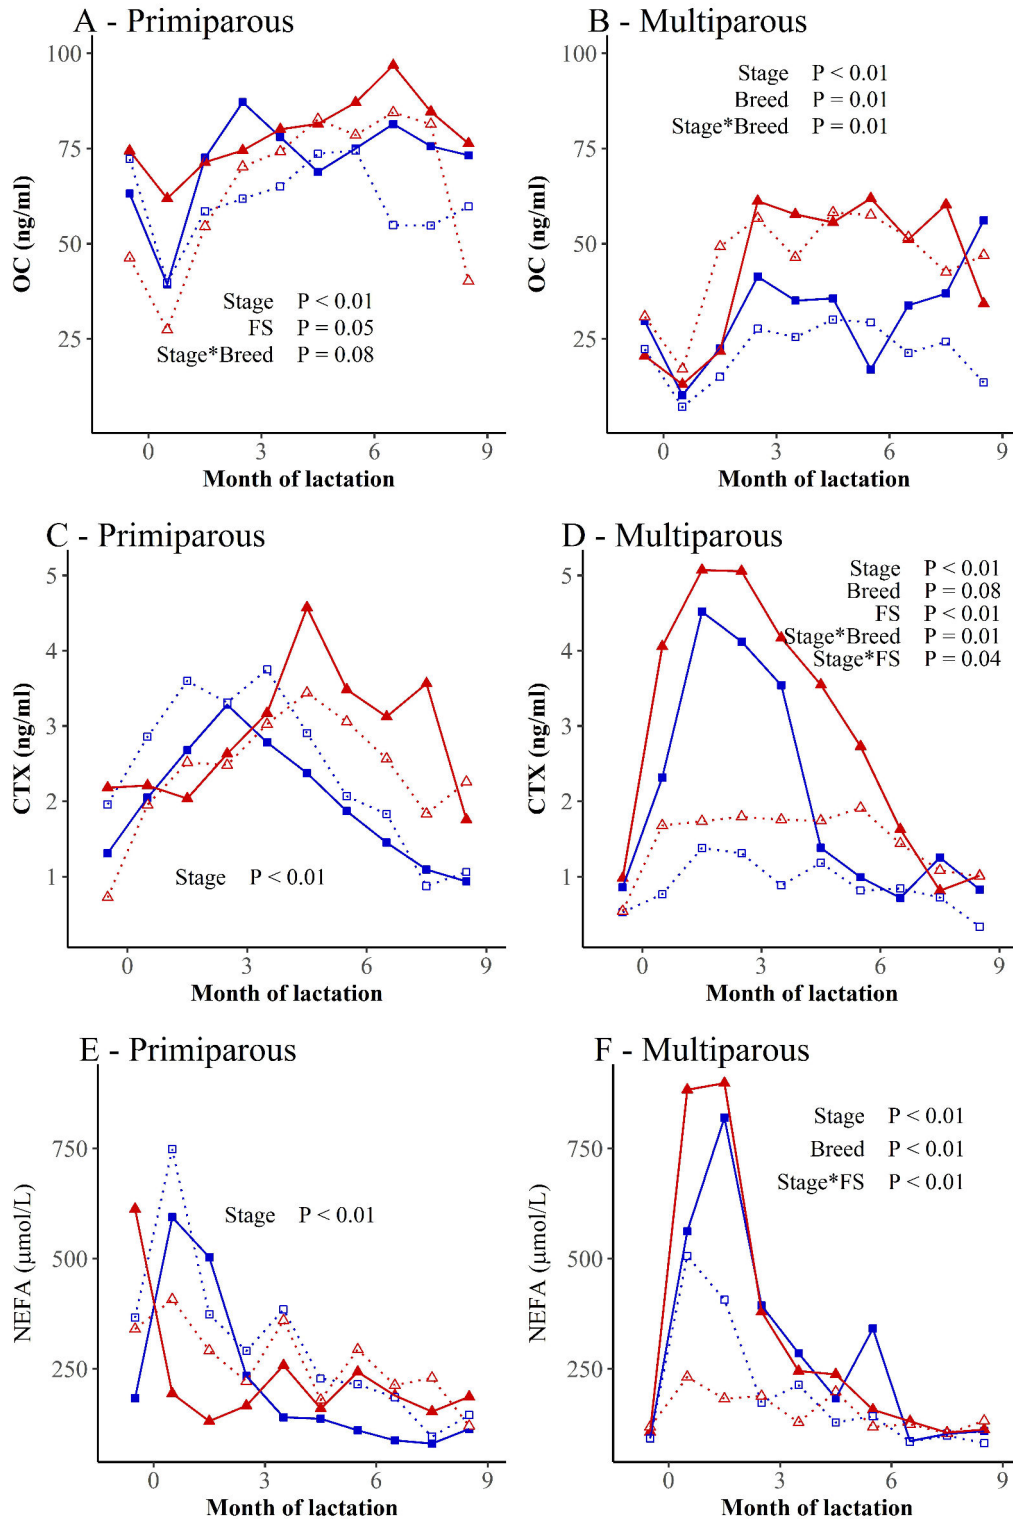 A - Primiparous
B - Multiparous
100
75
50
25
OC (ng/ml)
Stage P < 0.01
FS P = 0.05
Stage*Breed P = 0.08
0 3 6 9
Month of lactation
100
75
50
25
OC (ng/ml)
Stage P < 0.01
Breed P = 0.01
Stage*Breed P = 0.01
0 3 6 9
Month of lactation
C - Primiparous
D - Multiparous
5
4
3
2
1
CTX (ng/ml)
Stage P < 0.01
0 3 6 9
Month of lactation
5
4
3
2
1
CTX (ng/ml)
Stage P < 0.01
Breed P = 0.08
FS P < 0.01
Stage*Breed P = 0.01
Stage*FS P = 0.04
0 3 6 9
Month of lactation
E - Primiparous
F - Multiparous
750
500
250
NEFA (µmol/L)
Stage P < 0.01
0 3 6 9
Month of lactation
750
500
250
NEFA (µmol/L)
Stage P < 0.01
Breed P < 0.01
Stage*FS P < 0.01
0 3 6 9
Month of lactation